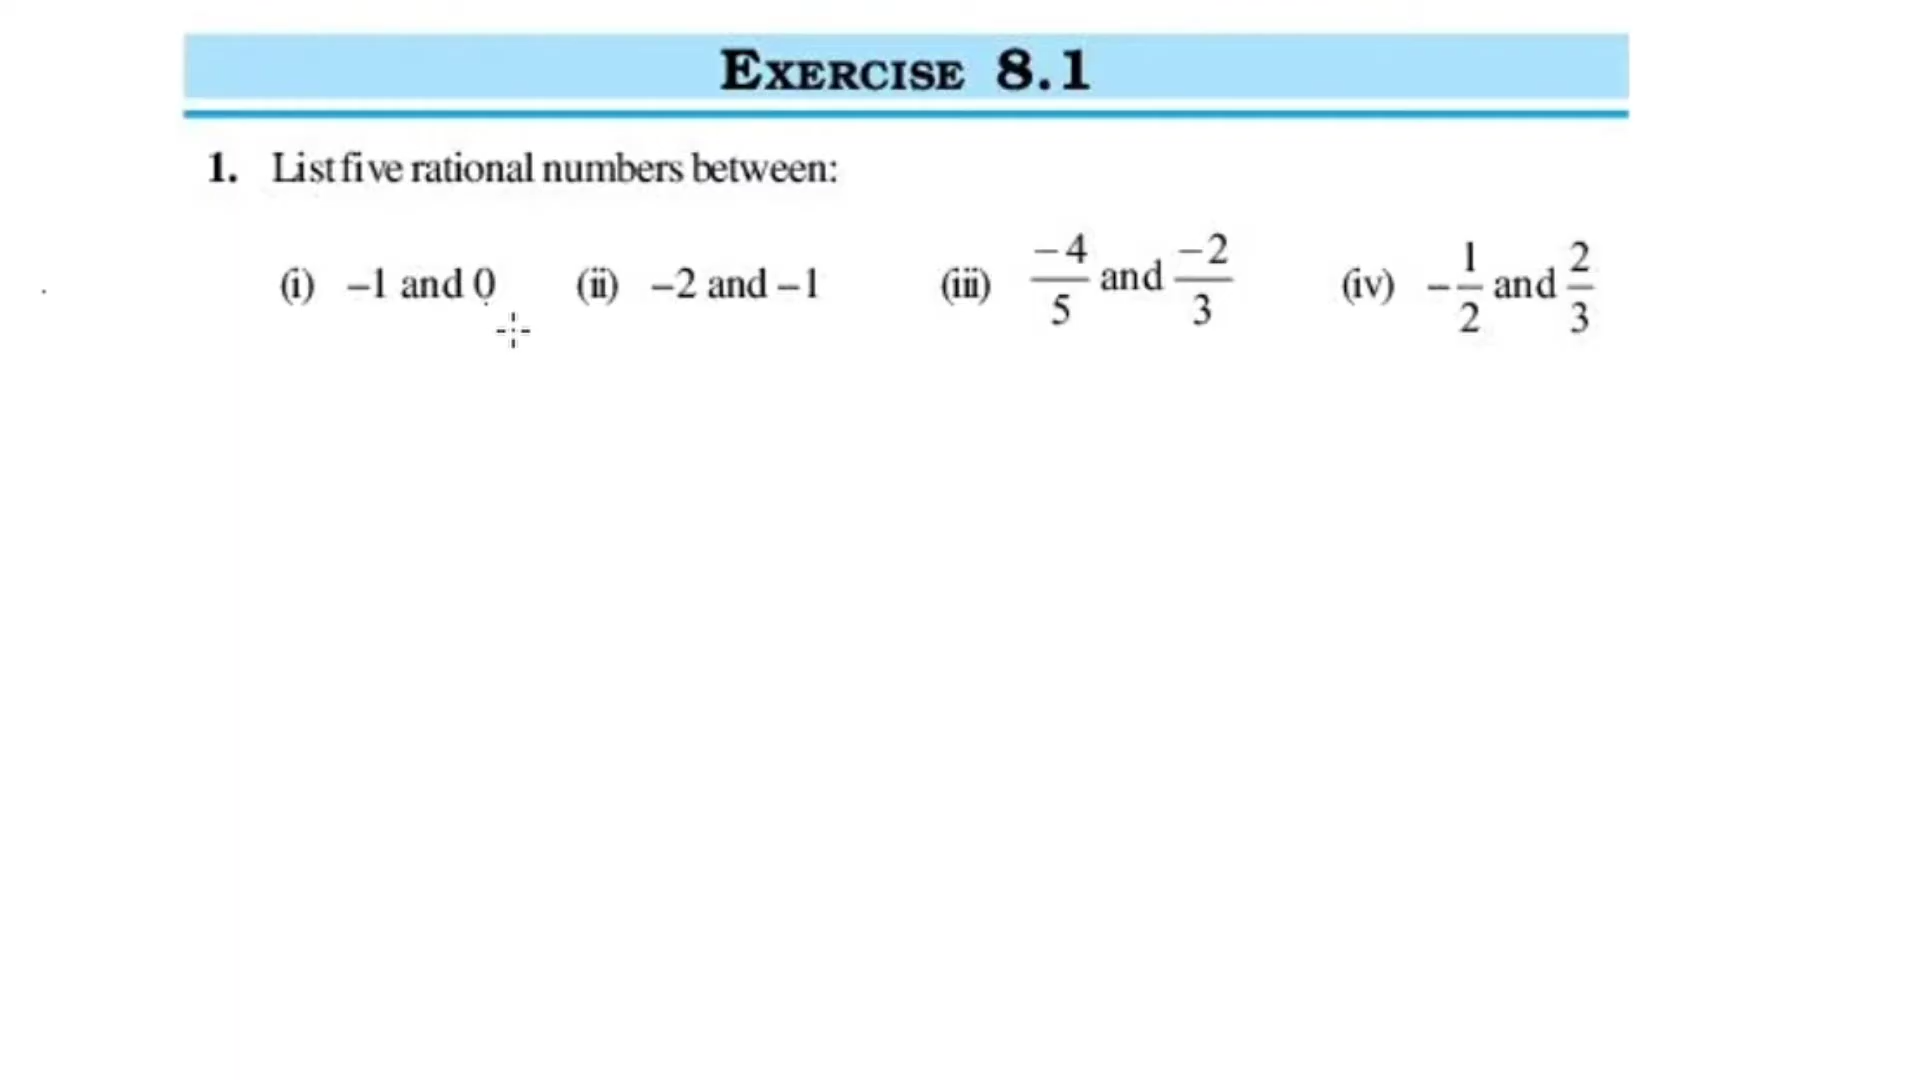 EXERCISE 8.1
1. List five rational numbers between:
(i) –1 and 0 (ii) –2 and –1 (iii) -4/5 and -2/3 (iv) -1/2 and 2/3